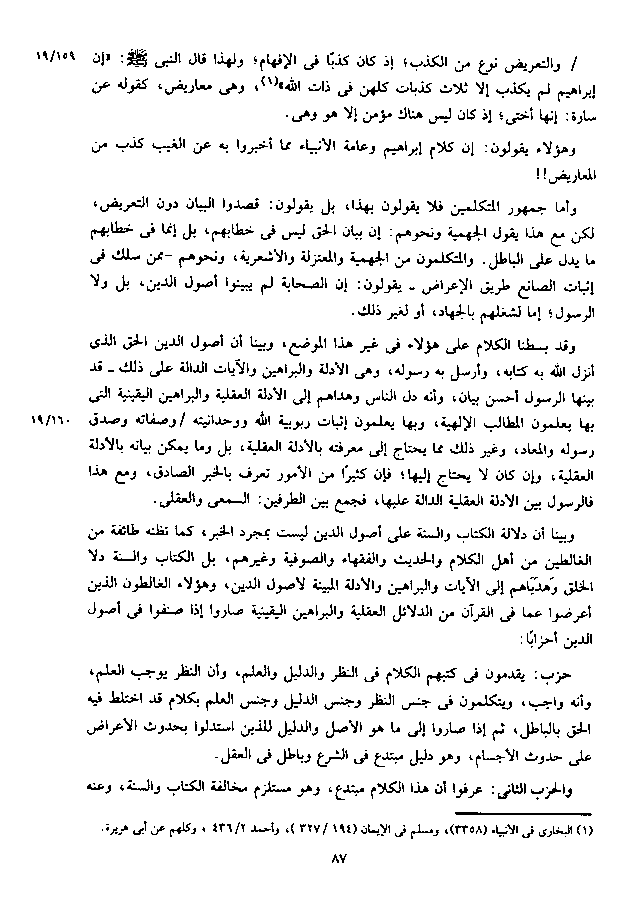 / والتعريض نوع من الكذب؛ إذ كان كذبًا فى الإفهام؛ ولهذا قال النبى ﷺ: «إن ١٩/١٥٩
إبراهيم لم يكذب إلا ثلاث كذبات كلهن فى ذات الله»(١)، وهى معاريض، كقوله عن
سارة: إنها أختى؛ إذ كان ليس هناك مؤمن إلا هو وهى.
وهؤلاء يقولون: إن كلام إبراهيم وعامة الأنبياء مما أخبروا به عن الغيب كذب من
المعاريض!!
وأما جمهور المتكلمين فلا يقولون بهذا، بل يقولون: قصدوا البيان دون التعريض،
لكن مع هذا يقول الجهمية ونحوهم: إن بيان الحق ليس فى خطابهم، بل إنما فى خطابهم
ما يدل على الباطل. والمتكلمون من الجهمية والمعتزلة والأشعرية، ونحوهم -ممن سلك فى
إثبات الصانع طريق الإعراض ـ يقولون: إن الصحابة لم يبينوا أصول الدين، بل ولا
الرسول؛ إما لشغلهم بالجهاد، أو لغير ذلك.
وقد بسطنا الكلام على هؤلاء فى غير هذا الموضع، وبينا أن أصول الدين الحق الذى
أنزل الله به كتابه، وأرسل به رسوله، وهى الأدلة والبراهين والآيات الدالة على ذلك ـ قد
بينها الرسول أحسن بيان، وأنه دل الناس وهداهم إلى الأدلة العقلية والبراهين اليقينية التى
بها يعلمون المطالب الإلهية، وبها يعلمون إثبات ربوبية الله ووحدانيته /وصفاته وصدق ١٩/١٦٠
رسوله والمعاد، وغير ذلك مما يحتاج إلى معرفته بالأدلة العقلية، بل وما يمكن بيانه بالأدلة
العقلية، وإن كان لا يحتاج إليها؛ فإن كثيرًا من الأمور تعرف بالخبر الصادق، ومع هذا
فالرسول بين الأدلة العقلية الدالة عليها، فجمع بين الطرفين: السمعى والعقلى.
وبينا أن دلالة الكتاب والسنة على أصول الدين ليست بمجرد الخبر، كما تظنه طائفة من
الغالطين من أهل الكلام والحديث والفقهاء والصوفية وغيرهم، بل الكتاب والسنة دلا
الخلق وهَدَيَاهم إلى الآيات والبراهين والأدلة المبينة لأصول الدين، وهؤلاء الغالطون الذين
أعرضوا عما فى القرآن من الدلائل العقلية والبراهين اليقينية صاروا إذا صنفوا فى أصول
الدين أحزابًا:
حزب: يقدمون فى كتبهم الكلام فى النظر والدليل والعلم، وأن النظر يوجب العلم،
وأنه واجب، ويتكلمون فى جنس النظر وجنس الدليل وجنس العلم بكلام قد اختلط فيه
الحق بالباطل، ثم إذا صاروا إلى ما هو الأصل والدليل للذين استدلوا بحدوث الأعراض
على حدوث الأجسام، وهو دليل مبتدع فى الشرع وباطل فى العقل.
والحزب الثانى: عرفوا أن هذا الكلام مبتدع، وهو مستلزم مخالفة الكتاب والسنة، وعنه
(١) البخارى فى الأنبياء (٣٣٥٨)، ومسلم فى الإيمان (١٩٤/ ٣٢٧)، وأحمد ٤٣٦/٢ ، وكلهم عن أبى هريرة.
٨٧